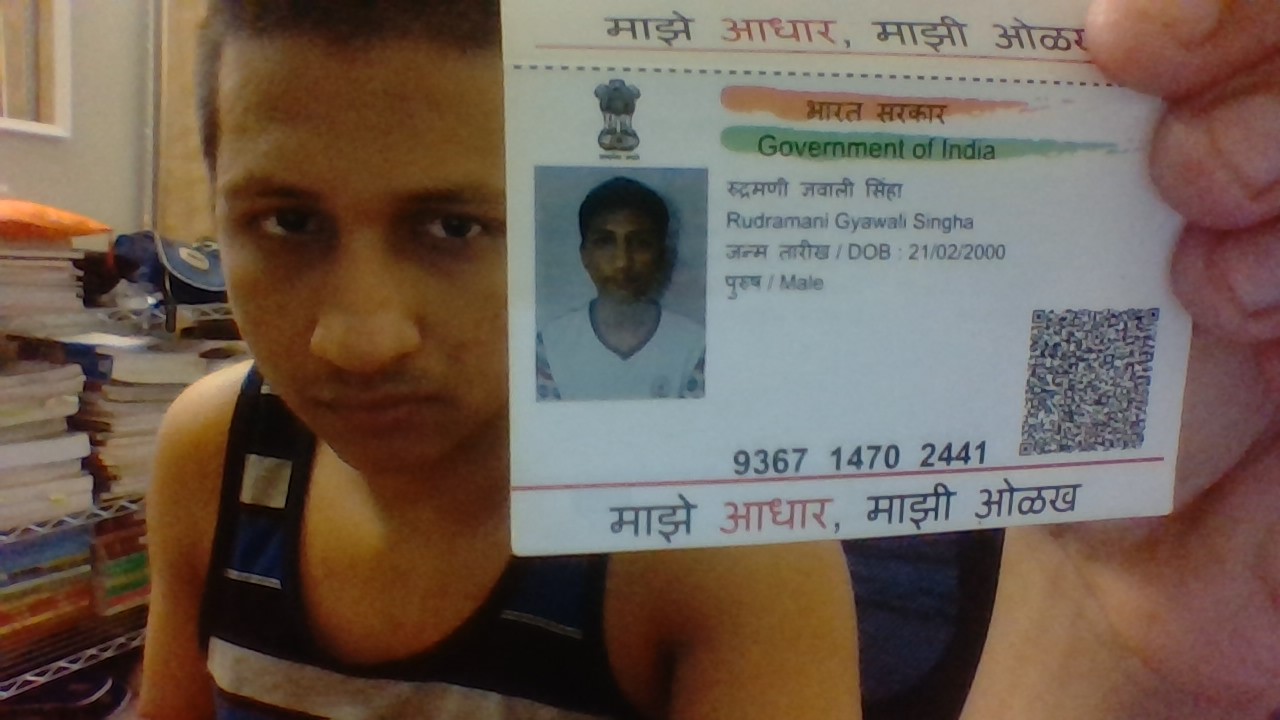 माझे आधार, माझी ओळख
भारत सरकार
Government of India
रुद्रमणी ज्ञवाली सिंहा
Rudramani Gyawali Singha
जन्म तारीख / DOB : 21/02/2000
पुरुष / Male
9367 1470 2441
माझे आधार, माझी ओळख